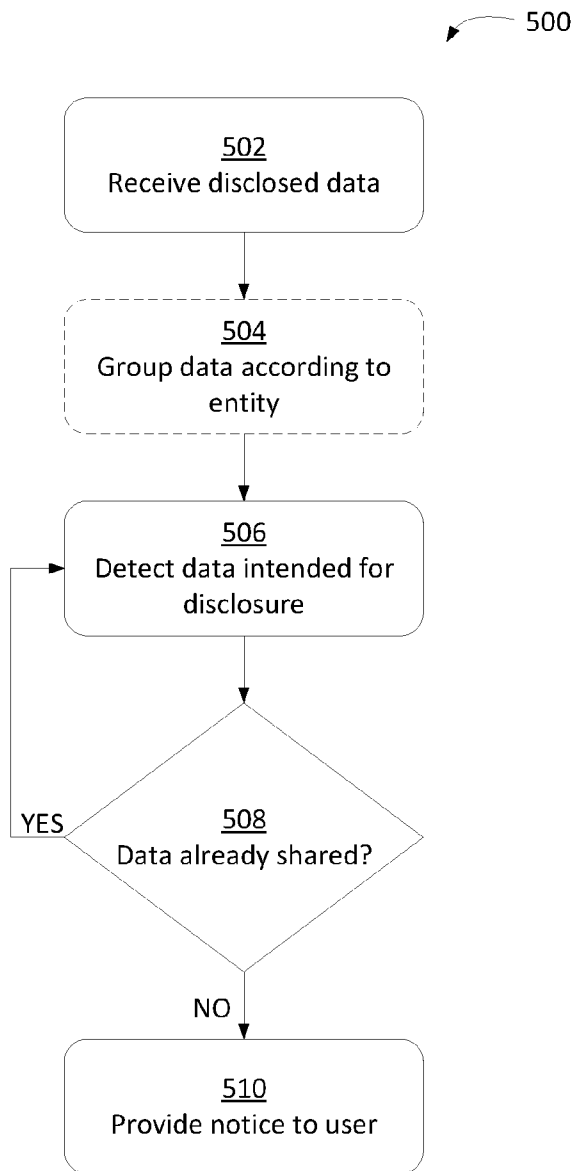 500
502
Receive disclosed data
504
Group data according to
entity
506
Detect data intended for
disclosure
YES
508
Data already shared?
NO
510
Provide notice to user